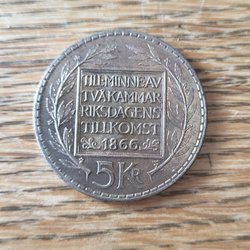 TILL MINNE AV
TVÅKAMMAR
RIKSDAGENS
TILLKOMST
1866
5 KR